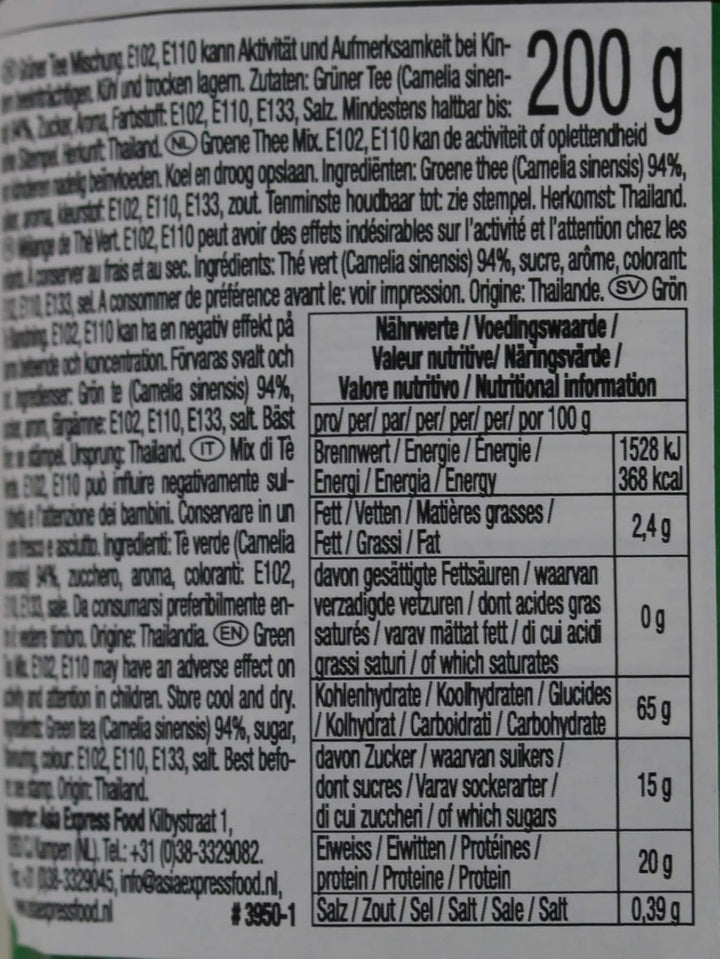 Mischung. E102, E110 kann Aktivität und Aufmerksamkeit bei Kin-
200 g
Kühl und trocken lagern. Zutaten: Grüner Tee (Camelia sinen-
Zucker, Aroma, Farbstoff: E102, E110, E133, Salz. Mindestens haltbar bis:
Stempel. Herkunft: Thailand. NL Groene Thee Mix. E102, E110 kan de activiteit of oplettendheid
beïnvloeden. Koel en droog opslaan. Ingrediënten: Groene thee (Camelia sinensis) 94%,
kleurstof: E102, E110, E133, zout. Tenminste houdbaar tot: zie stempel. Herkomst: Thailand.
de Thé Vert. E102, E110 peut avoir des effets indésirables sur l'activité et l'attention chez les
A conserver au frais et au sec. Ingrédients: Thé vert (Camelia sinensis) 94%, sucre, arôme, colorant:
E133, sel. A consommer de préférence avant le: voir impression. Origine: Thailande. SV Grön
E102, E110 kan ha en negativ effekt på
och koncentration. Förvaras svalt och
Grön te (Camelia sinensis) 94%,
färgämne: E102, E110, E133, salt. Bäst
Ursprung: Thailand. IT Mix di Tè
E102, E110 può influire negativamente sul-
e l'attenzione dei bambini. Conservare in un
e asciutto. Ingredienti: Tè verde (Camelia
94%, zucchero, aroma, coloranti: E102,
sale. Da consumarsi preferibilmente en-
timbro. Origine: Thailandia. EN Green
E102, E110 may have an adverse effect on
and attention in children. Store cool and dry.
Green tea (Camelia sinensis) 94%, sugar,
colour: E102, E110, E133, salt. Best befo-
stamp. Origin: Thailand.
Asia Express Food Kilbystraat 1,
Kampen (NL). Tel.: +31 (0)38-3329082.
info@asiaexpressfood.nl,
#3950-1
Nährwerte / Voedingswaarde /
Valeur nutritive/ Näringsvärde /
Valore nutritivo / Nutritional information
pro/ per/ par/ per/ per/ per/ por 100 g
Brennwert / Energie / Énergie / 1528 kJ
Energi / Energia / Energy 368 kcal
Fett / Vetten / Matières grasses /
Fett / Grassi / Fat 2,4 g
davon gesättigte Fettsäuren / waarvan
verzadigde vetzuren / dont acides gras
saturés / varav mättat fett / di cui acidi
grassi saturi / of which saturates 0 g
Kohlenhydrate / Koolhydraten / Glucides
/ Kolhydrat / Carboidrati / Carbohydrate 65 g
davon Zucker / waarvan suikers /
dont sucres / Varav sockerarter /
di cui zuccheri / of which sugars 15 g
Eiweiss / Eiwitten / Protéines /
protein / Proteine / Protein 20 g
Salz / Zout / Sel / Salt / Sale / Salt 0,39 g